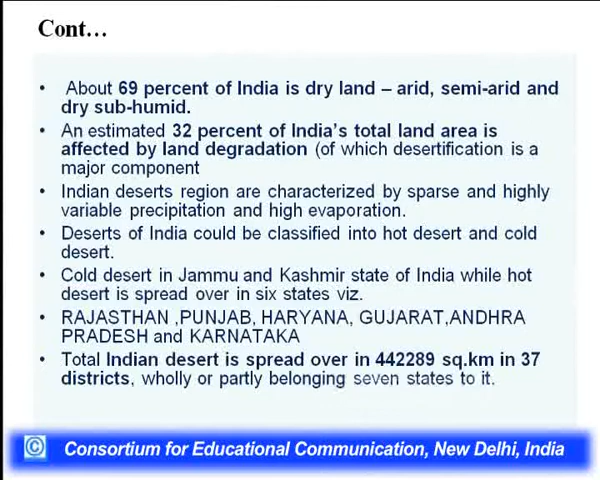 Cont…
• About 69 percent of India is dry land – arid, semi-arid and
dry sub-humid.
• An estimated 32 percent of India's total land area is
affected by land degradation (of which desertification is a
major component
• Indian deserts region are characterized by sparse and highly
variable precipitation and high evaporation.
• Deserts of India could be classified into hot desert and cold
desert.
• Cold desert in Jammu and Kashmir state of India while hot
desert is spread over in six states viz.
• RAJASTHAN ,PUNJAB, HARYANA, GUJARAT,ANDHRA
PRADESH and KARNATAKA
• Total Indian desert is spread over in 442289 sq.km in 37
districts, wholly or partly belonging seven states to it.
© Consortium for Educational Communication, New Delhi, India